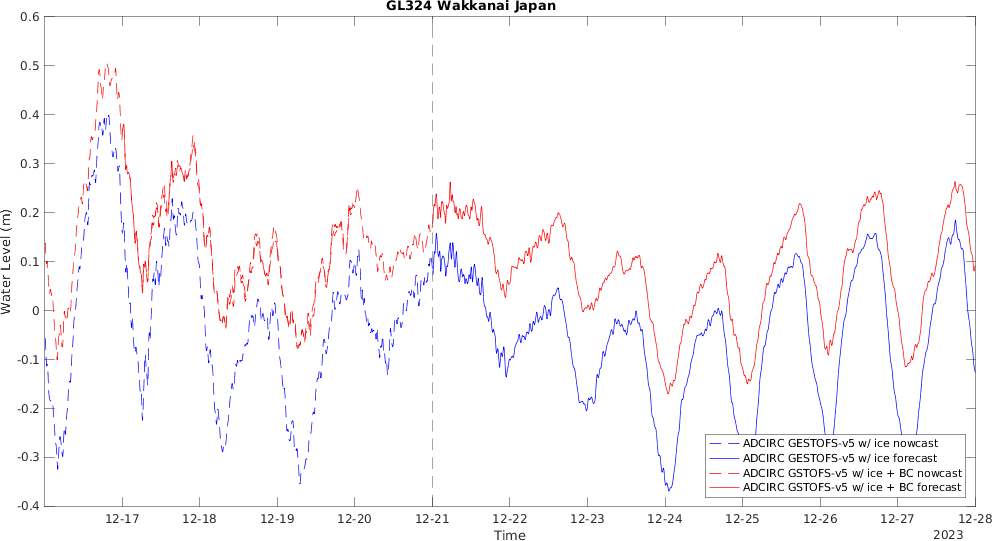 GL324 Wakkanai Japan
0.6
0.5
0.4
0.3
0.2
0.1
0
-0.1
-0.2
-0.3
-0.4
Water Level (m)
ADCIRC GESTOFS-v5 w/ ice nowcast
ADCIRC GESTOFS-v5 w/ ice forecast
ADCIRC GSTOFS-v5 w/ ice + BC nowcast
ADCIRC GSTOFS-v5 w/ ice + BC forecast
12-17 12-18 12-19 12-20 12-21 12-22 12-23 12-24 12-25 12-26 12-27 12-28
Time
2023